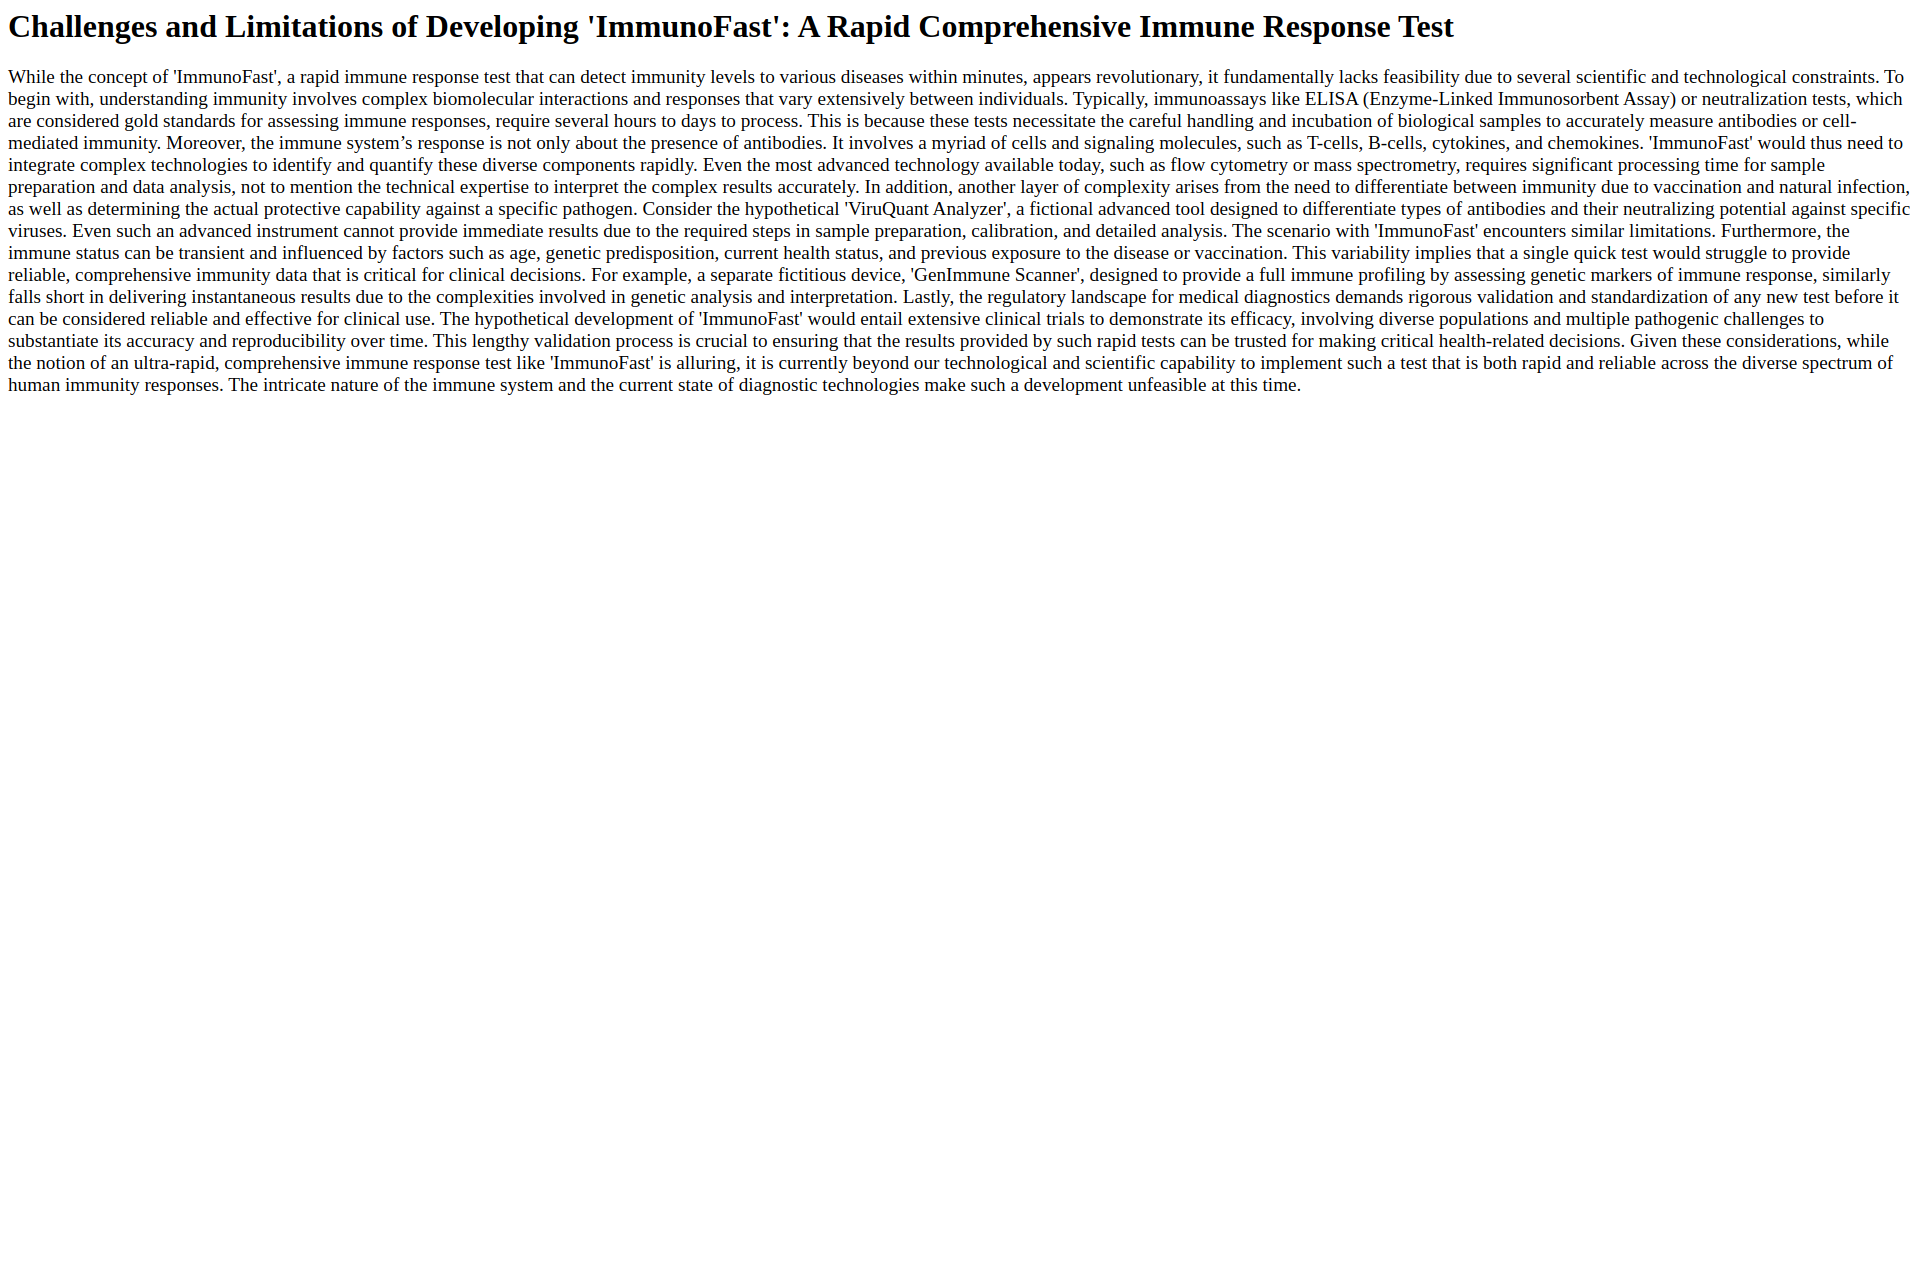 Challenges and Limitations of Developing 'ImmunoFast': A Rapid Comprehensive Immune Response Test
While the concept of 'ImmunoFast', a rapid immune response test that can detect immunity levels to various diseases within minutes, appears revolutionary, it fundamentally lacks feasibility due to several scientific and technological constraints. To
begin with, understanding immunity involves complex biomolecular interactions and responses that vary extensively between individuals. Typically, immunoassays like ELISA (Enzyme-Linked Immunosorbent Assay) or neutralization tests, which
are considered gold standards for assessing immune responses, require several hours to days to process. This is because these tests necessitate the careful handling and incubation of biological samples to accurately measure antibodies or cell-
mediated immunity. Moreover, the immune system’s response is not only about the presence of antibodies. It involves a myriad of cells and signaling molecules, such as T-cells, B-cells, cytokines, and chemokines. 'ImmunoFast' would thus need to
integrate complex technologies to identify and quantify these diverse components rapidly. Even the most advanced technology available today, such as flow cytometry or mass spectrometry, requires significant processing time for sample
preparation and data analysis, not to mention the technical expertise to interpret the complex results accurately. In addition, another layer of complexity arises from the need to differentiate between immunity due to vaccination and natural infection,
as well as determining the actual protective capability against a specific pathogen. Consider the hypothetical 'ViruQuant Analyzer', a fictional advanced tool designed to differentiate types of antibodies and their neutralizing potential against specific
viruses. Even such an advanced instrument cannot provide immediate results due to the required steps in sample preparation, calibration, and detailed analysis. The scenario with 'ImmunoFast' encounters similar limitations. Furthermore, the
immune status can be transient and influenced by factors such as age, genetic predisposition, current health status, and previous exposure to the disease or vaccination. This variability implies that a single quick test would struggle to provide
reliable, comprehensive immunity data that is critical for clinical decisions. For example, a separate fictitious device, 'GenImmune Scanner', designed to provide a full immune profiling by assessing genetic markers of immune response, similarly
falls short in delivering instantaneous results due to the complexities involved in genetic analysis and interpretation. Lastly, the regulatory landscape for medical diagnostics demands rigorous validation and standardization of any new test before it
can be considered reliable and effective for clinical use. The hypothetical development of 'ImmunoFast' would entail extensive clinical trials to demonstrate its efficacy, involving diverse populations and multiple pathogenic challenges to
substantiate its accuracy and reproducibility over time. This lengthy validation process is crucial to ensuring that the results provided by such rapid tests can be trusted for making critical health-related decisions. Given these considerations, while
the notion of an ultra-rapid, comprehensive immune response test like 'ImmunoFast' is alluring, it is currently beyond our technological and scientific capability to implement such a test that is both rapid and reliable across the diverse spectrum of
human immunity responses. The intricate nature of the immune system and the current state of diagnostic technologies make such a development unfeasible at this time.